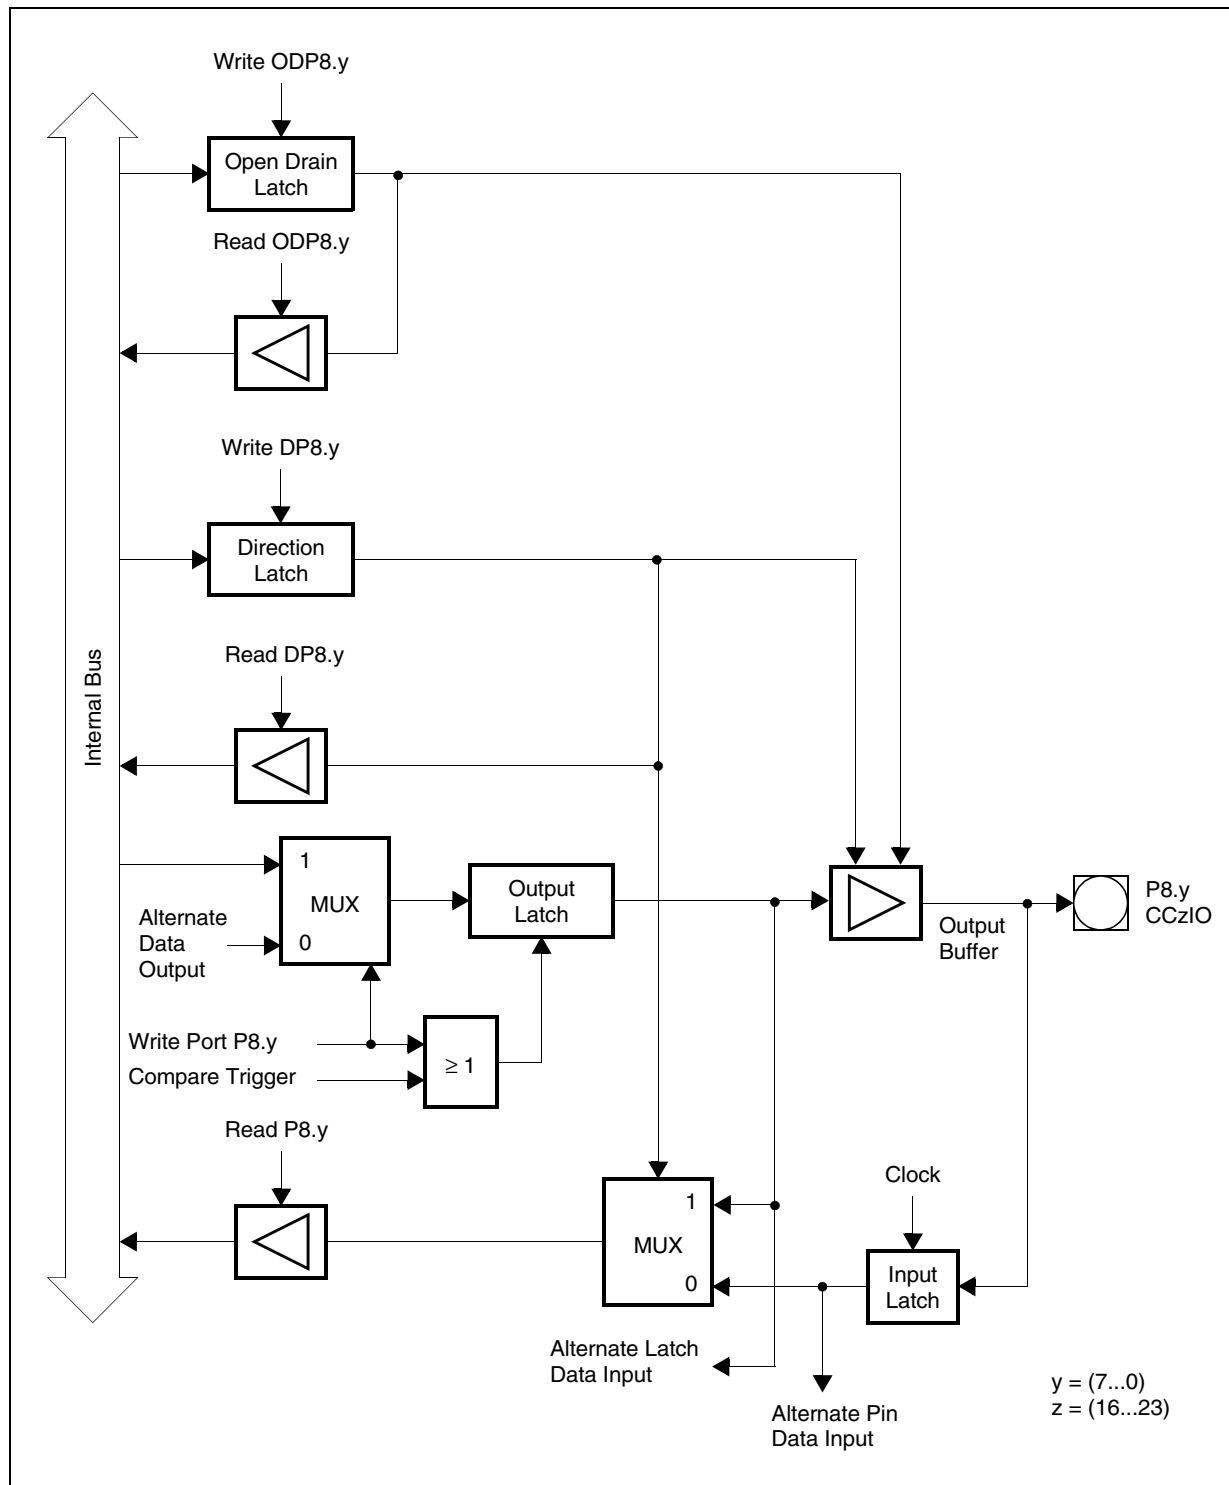 Write ODP8.y
Open Drain
Latch
Read ODP8.y
Write DP8.y
Direction
Latch
Read DP8.y
Internal Bus
1
MUX
0
Alternate
Data
Output
Output
Latch
Output
Buffer
P8.y
CCzIO
Write Port P8.y
Compare Trigger
≥ 1
Read P8.y
1
MUX
0
Clock
Input
Latch
Alternate Latch
Data Input
Alternate Pin
Data Input
y = (7...0)
z = (16...23)